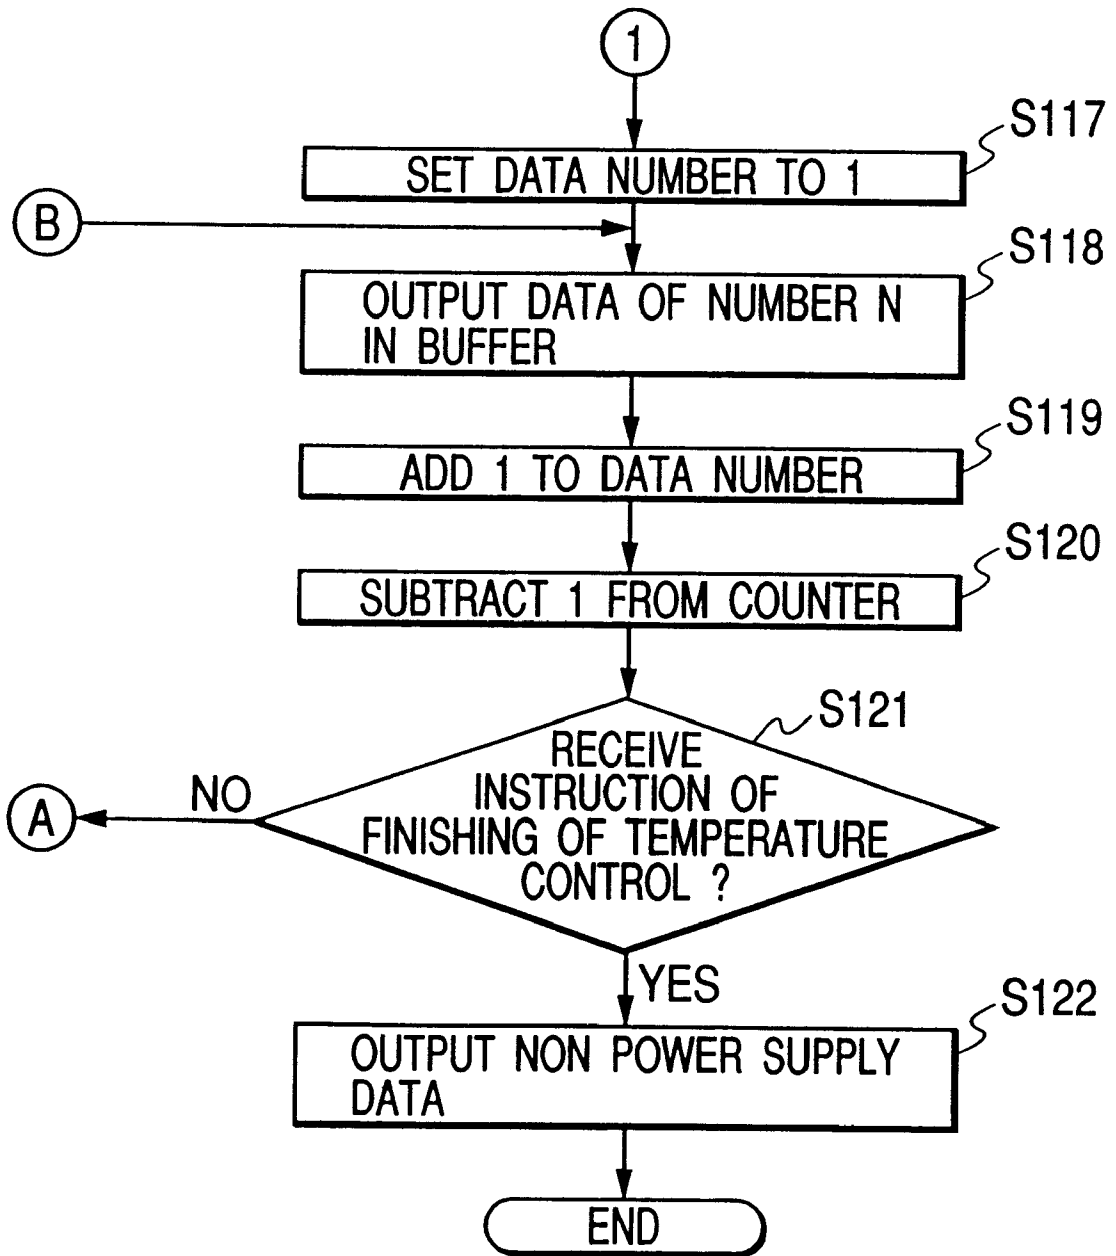 1
S117
SET DATA NUMBER TO 1
B
S118
OUTPUT DATA OF NUMBER N
IN BUFFER
S119
ADD 1 TO DATA NUMBER
S120
SUBTRACT 1 FROM COUNTER
S121
RECEIVE
INSTRUCTION OF
FINISHING OF TEMPERATURE
CONTROL ?
NO
A
YES
S122
OUTPUT NON POWER SUPPLY
DATA
END